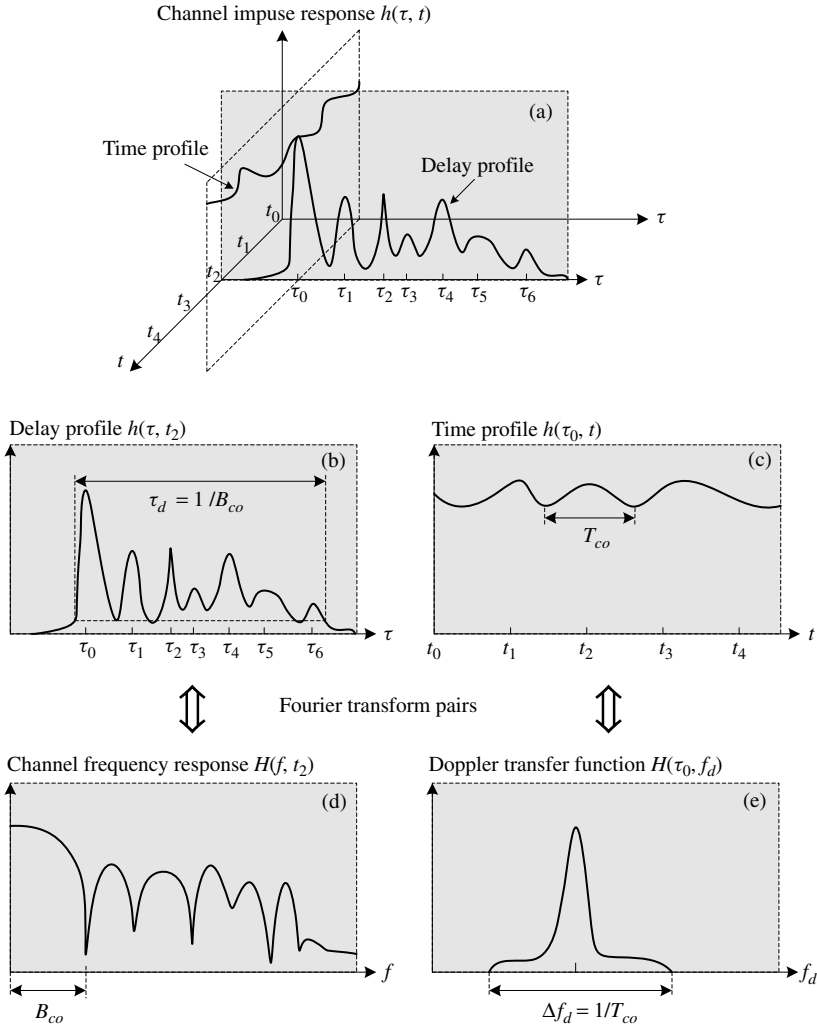 Channel impuse response h(τ, t)
(a)
Time profile
Delay profile
t0
τ
t1
t2
τ
t3
τ0 τ1 τ2 τ3 τ4 τ5 τ6
t4
t
Delay profile h(τ, t2)
(b)
τd = 1 /Bco
τ0 τ1 τ2 τ3 τ4 τ5 τ6 τ
Time profile h(τ0, t)
(c)
Tco
t0 t1 t2 t3 t4 t
Fourier transform pairs
Channel frequency response H(f, t2)
(d)
f
Bco
Doppler transfer function H(τ0, fd)
(e)
fd
Δfd = 1/Tco